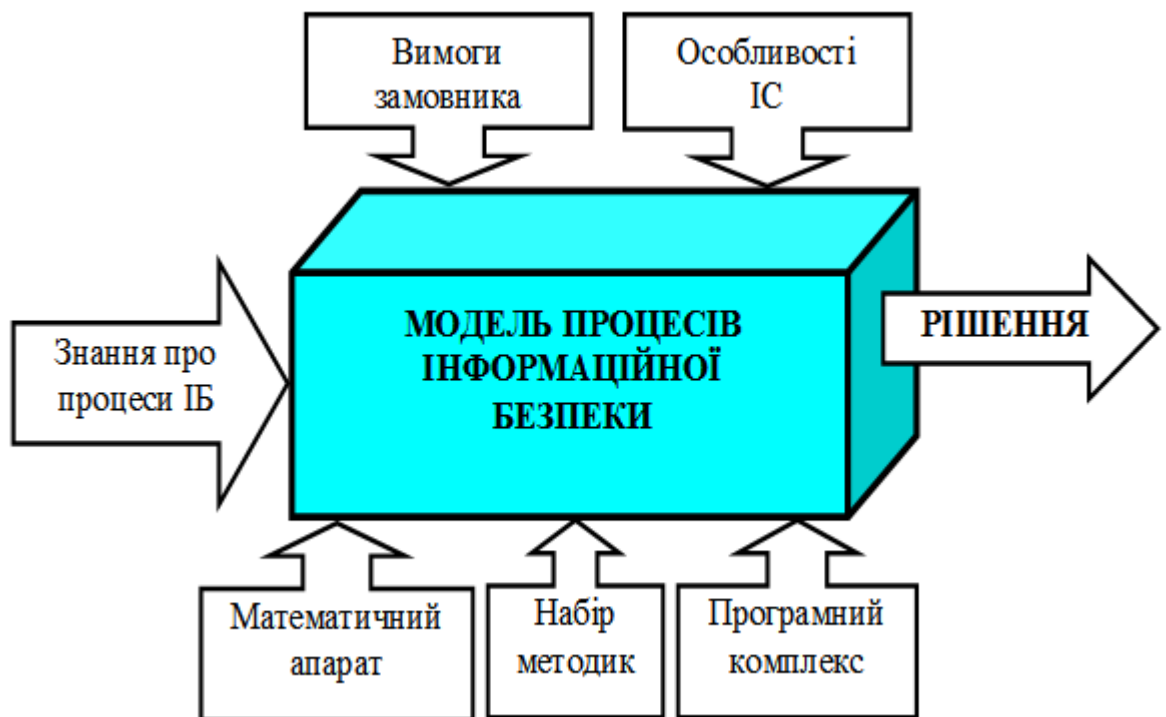 Вимоги
замовника
Особливості
ІС
Знання про
процеси ІБ
МОДЕЛЬ ПРОЦЕСІВ
ІНФОРМАЦІЙНОЇ
БЕЗПЕКИ
РІШЕННЯ
Математичний
апарат
Набір
методик
Програмний
комплекс